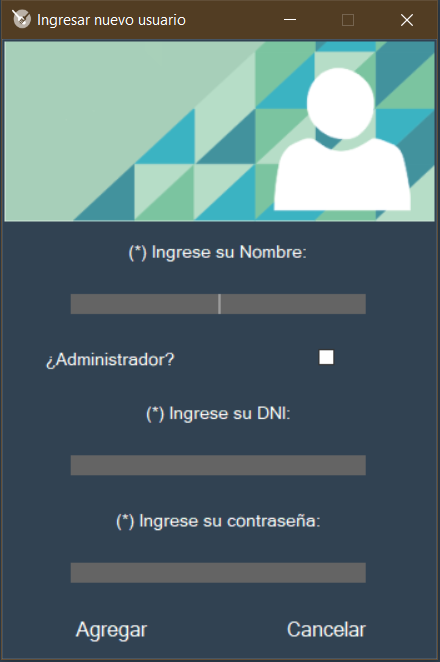 Ingresar nuevo usuario
(*) Ingrese su Nombre:
¿Administrador?
(*) Ingrese su DNI:
(*) Ingrese su contraseña:
Agregar Cancelar